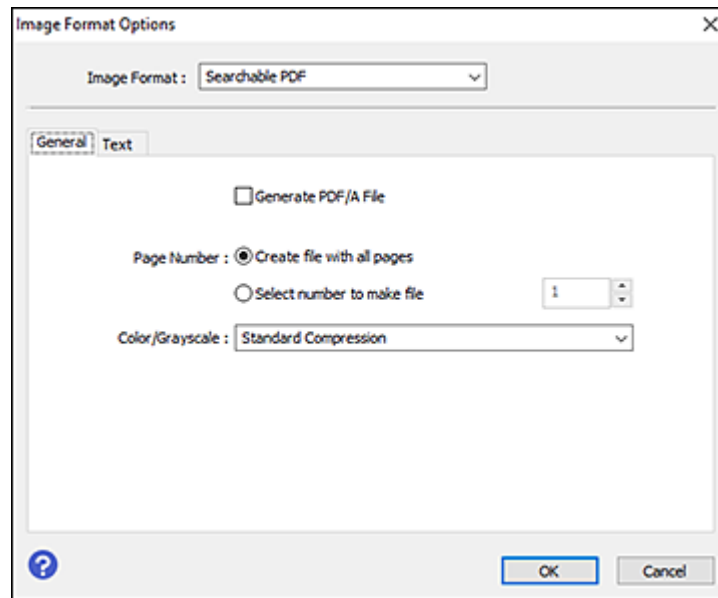 Image Format Options
Image Format : Searchable PDF
General Text
Generate PDF/A File
Page Number : Create file with all pages
Select number to make file 1
Color/Grayscale : Standard Compression
? OK Cancel